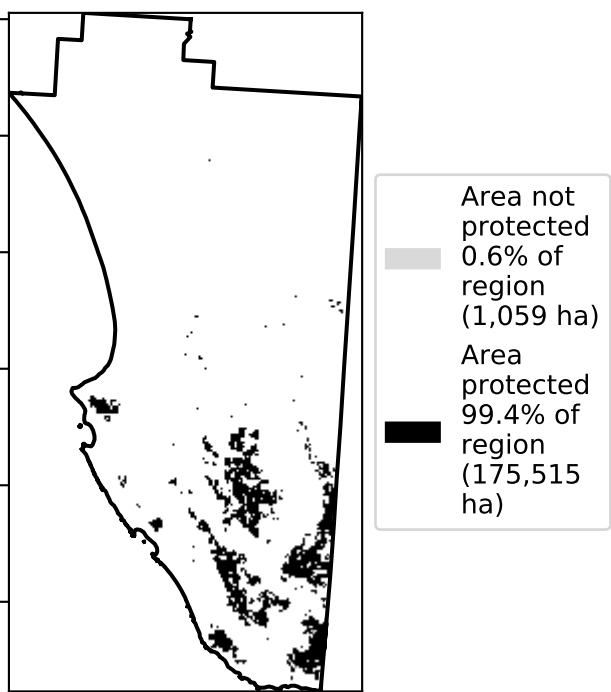 Area not
protected
0.6% of
region
(1,059 ha)
Area
protected
99.4% of
region
(175,515
ha)